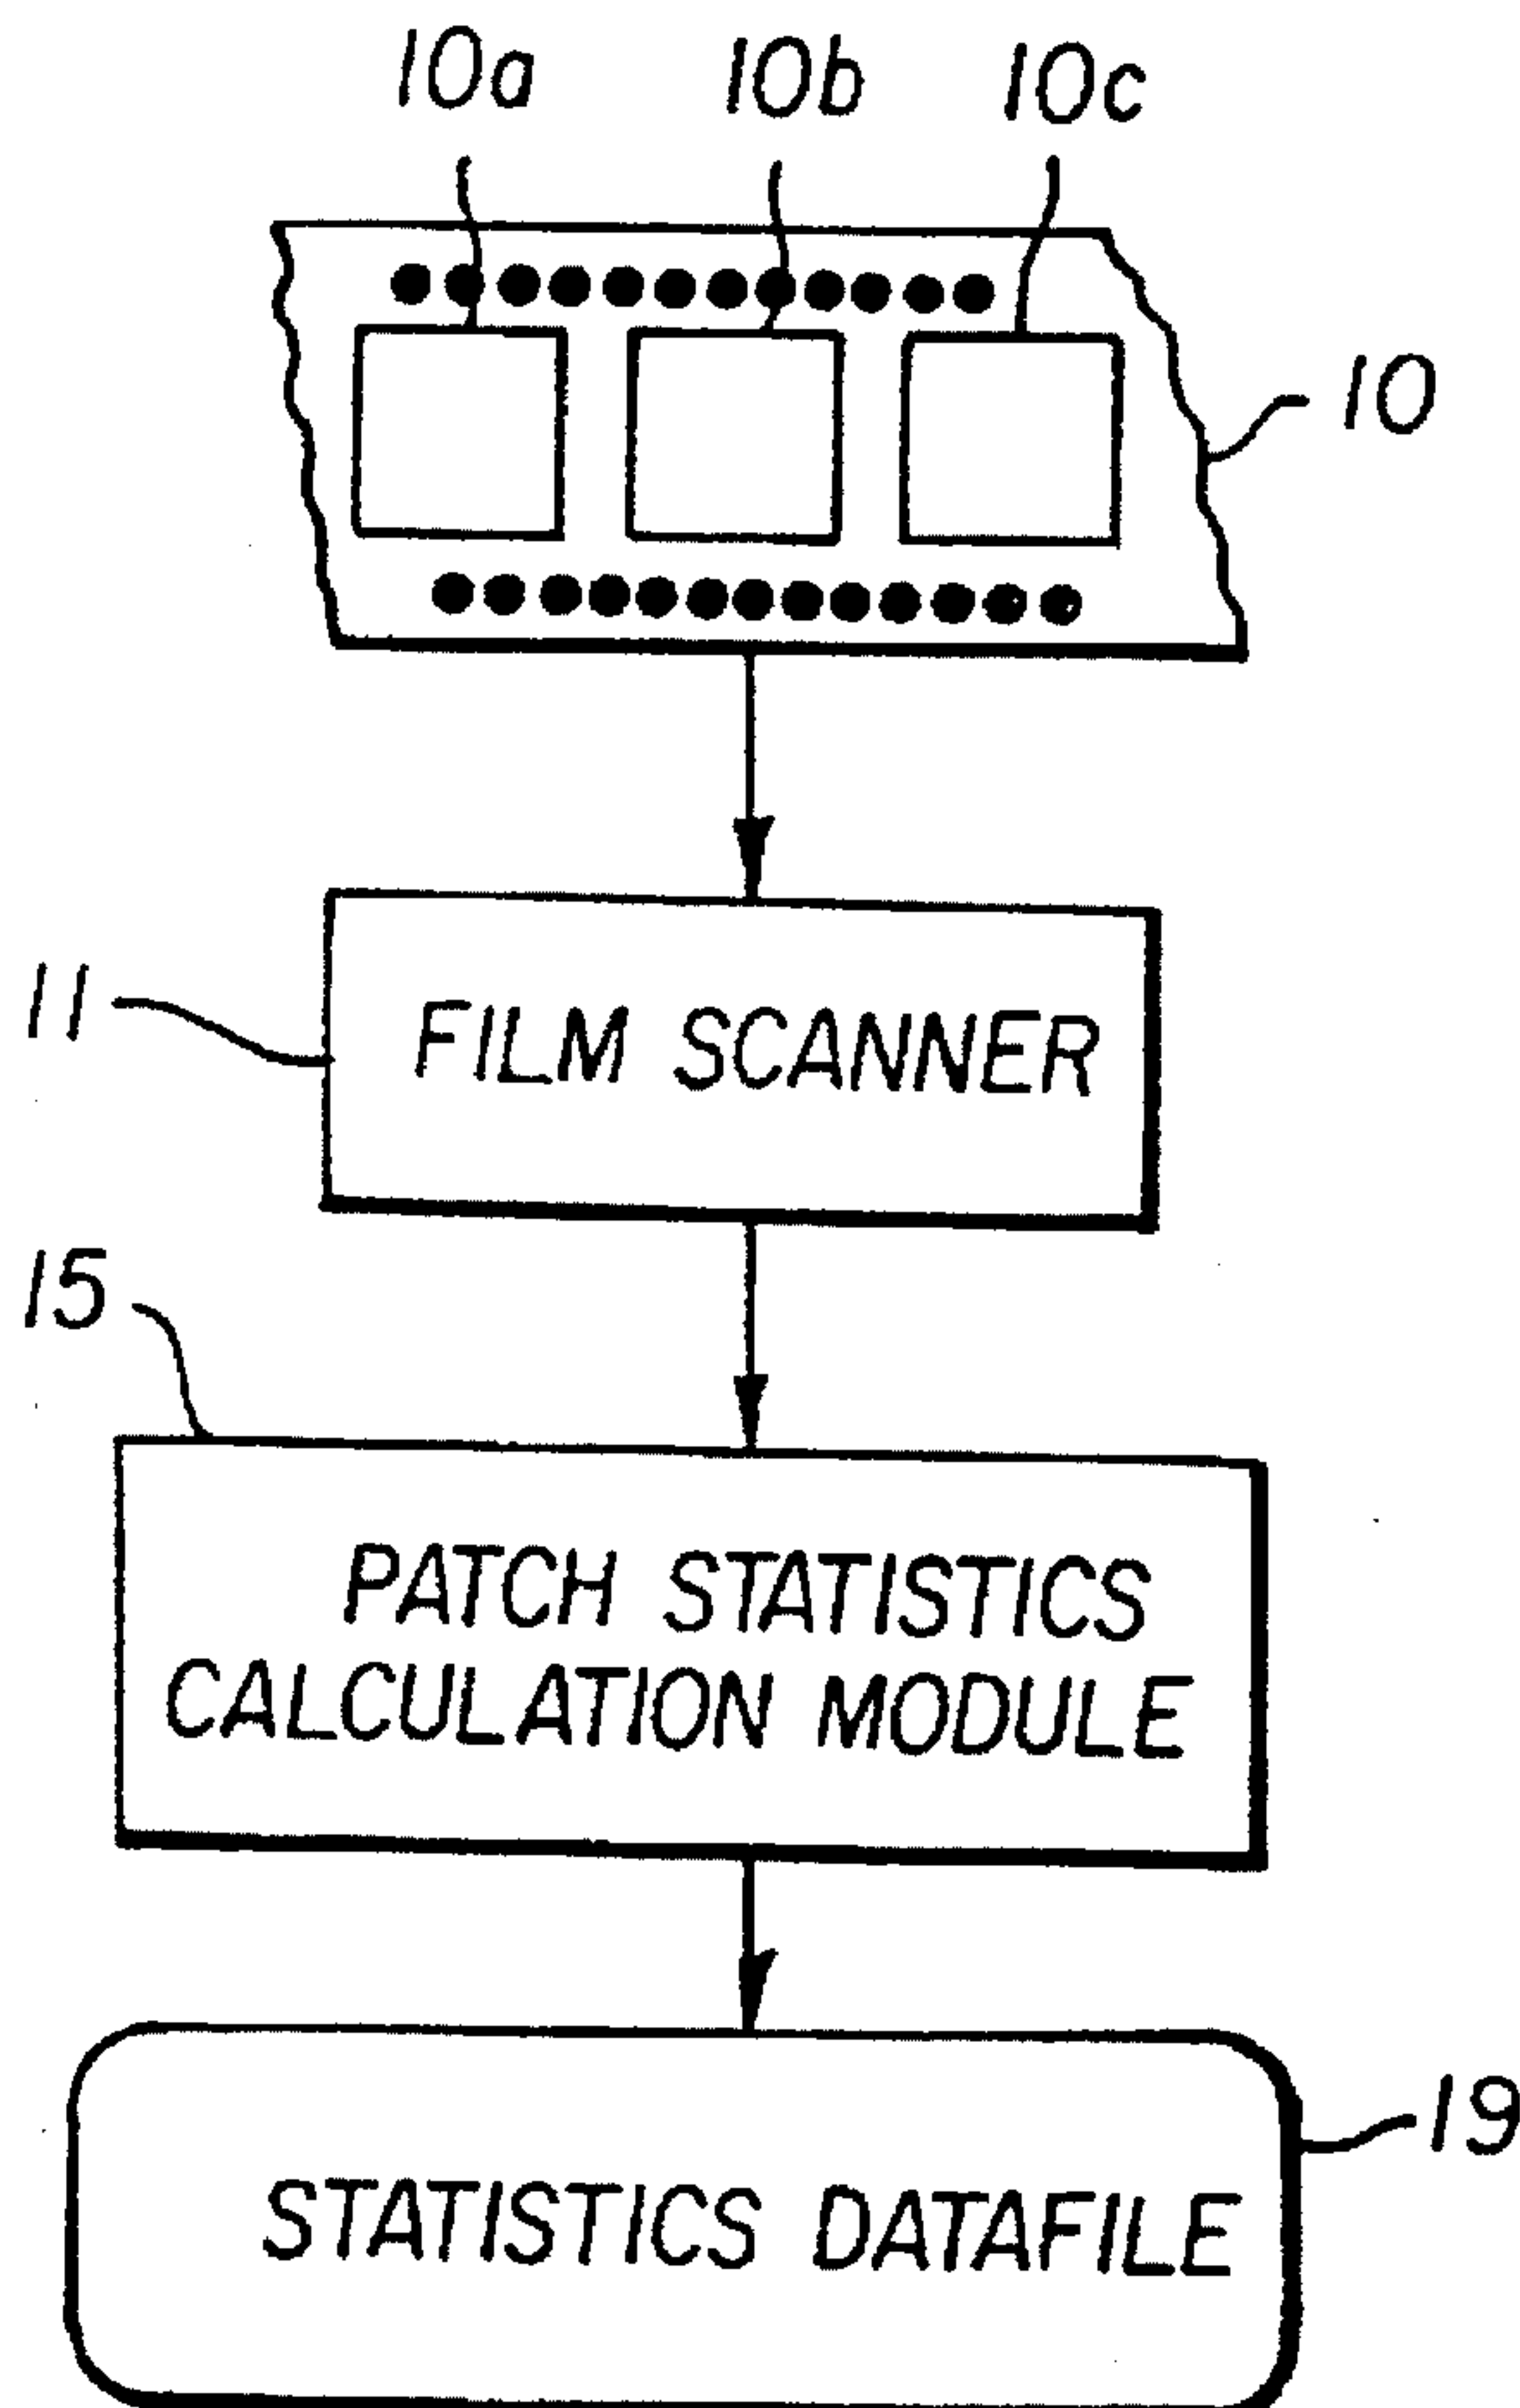 10a 10b 10c
10
11
FILM SCANNER
15
PATCH STATISTICS
CALCULATION MODULE
19
STATISTICS DATAFILE